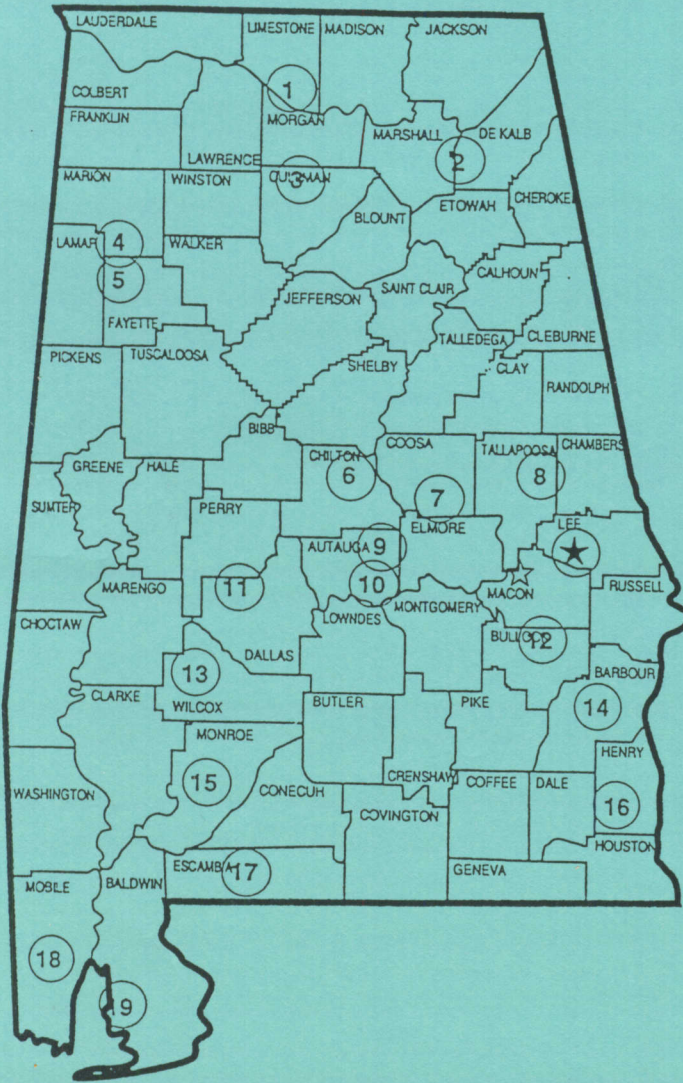 LAUDERDALE
LIMESTONE
MADISON
JACKSON
COLBERT
1
FRANKLIN
MORGAN
MARSHALL
DE KALB
LAWRENCE
2
MARION
WINSTON
CULLMAN
3
CHEROKE
ETOWAH
BLOUNT
LAMAR
4
WALKER
5
CALHOUN
SAINT CLAIR
JEFFERSON
FAYETTE
TALLEDEGA
CLEBURNE
PICKENS
TUSCALOOSA
SHELBY
CLAY
RANDOLPH
BIBB
COOSA
CHAMBERS
TALLAPOOSA
CHILTON
GREENE
HALE
6
8
7
SUMTER
PERRY
ELMORE
LEE
AUTAUGA
9
11
10
MARENGO
MACON
RUSSELL
MONTGOMERY
LOWNDES
CHOCTAW
BULLOCK
12
DALLAS
13
BARBOUR
CLARKE
WILCOX
BUTLER
PIKE
14
MONROE
HENRY
15
CRENSHAW
COFFEE
DALE
CONECUH
WASHINGTON
16
COVINGTON
HOUSTON
ESCAMBIA
17
GENEVA
MOBILE
BALDWIN
18
19